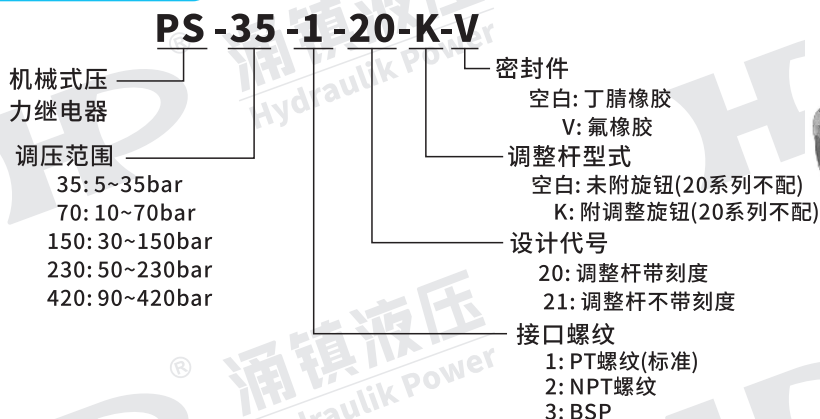 PS-35-1-20-K-V
机械式压
力继电器
调压范围
35: 5~35bar
70: 10~70bar
150: 30~150bar
230: 50~230bar
420: 90~420bar
密封件
空白: 丁腈橡胶
V: 氟橡胶
调整杆型式
空白: 未附旋钮(20系列不配)
K: 附调整旋钮(20系列不配)
设计代号
20: 调整杆带刻度
21: 调整杆不带刻度
接口螺纹
1: PT螺纹(标准)
2: NPT螺纹
3: BSP
涌镇液压
Hydraulik Power
®
涌镇液压
Hydraulik Power
®